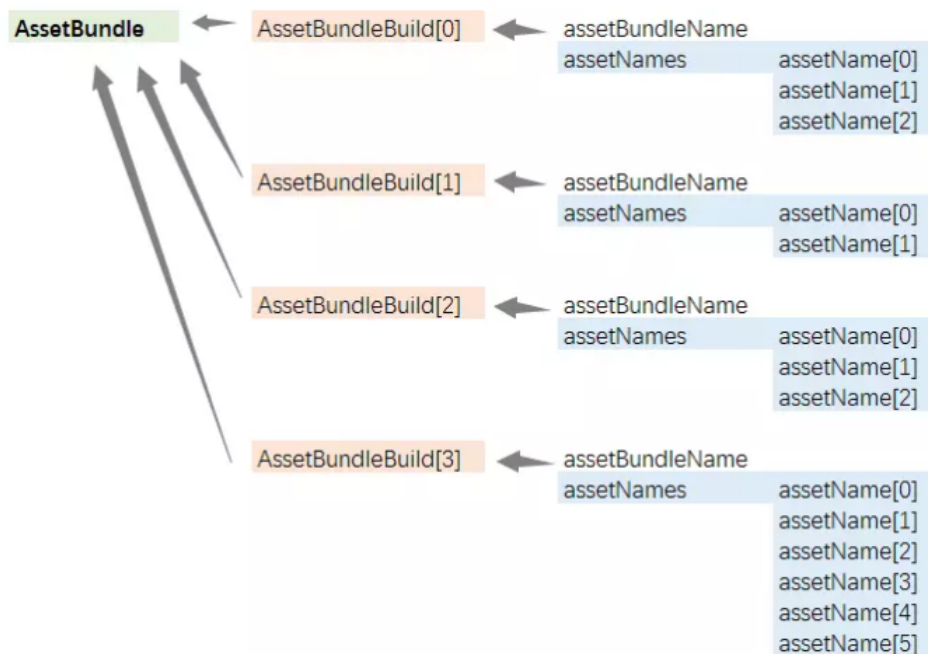 AssetBundle AssetBundleBuild[0] assetBundleName
assetNames assetName[0]
assetName[1]
assetName[2]
AssetBundleBuild[1] assetBundleName
assetNames assetName[0]
assetName[1]
AssetBundleBuild[2] assetBundleName
assetNames assetName[0]
assetName[1]
assetName[2]
AssetBundleBuild[3] assetBundleName
assetNames assetName[0]
assetName[1]
assetName[2]
assetName[3]
assetName[4]
assetName[5]